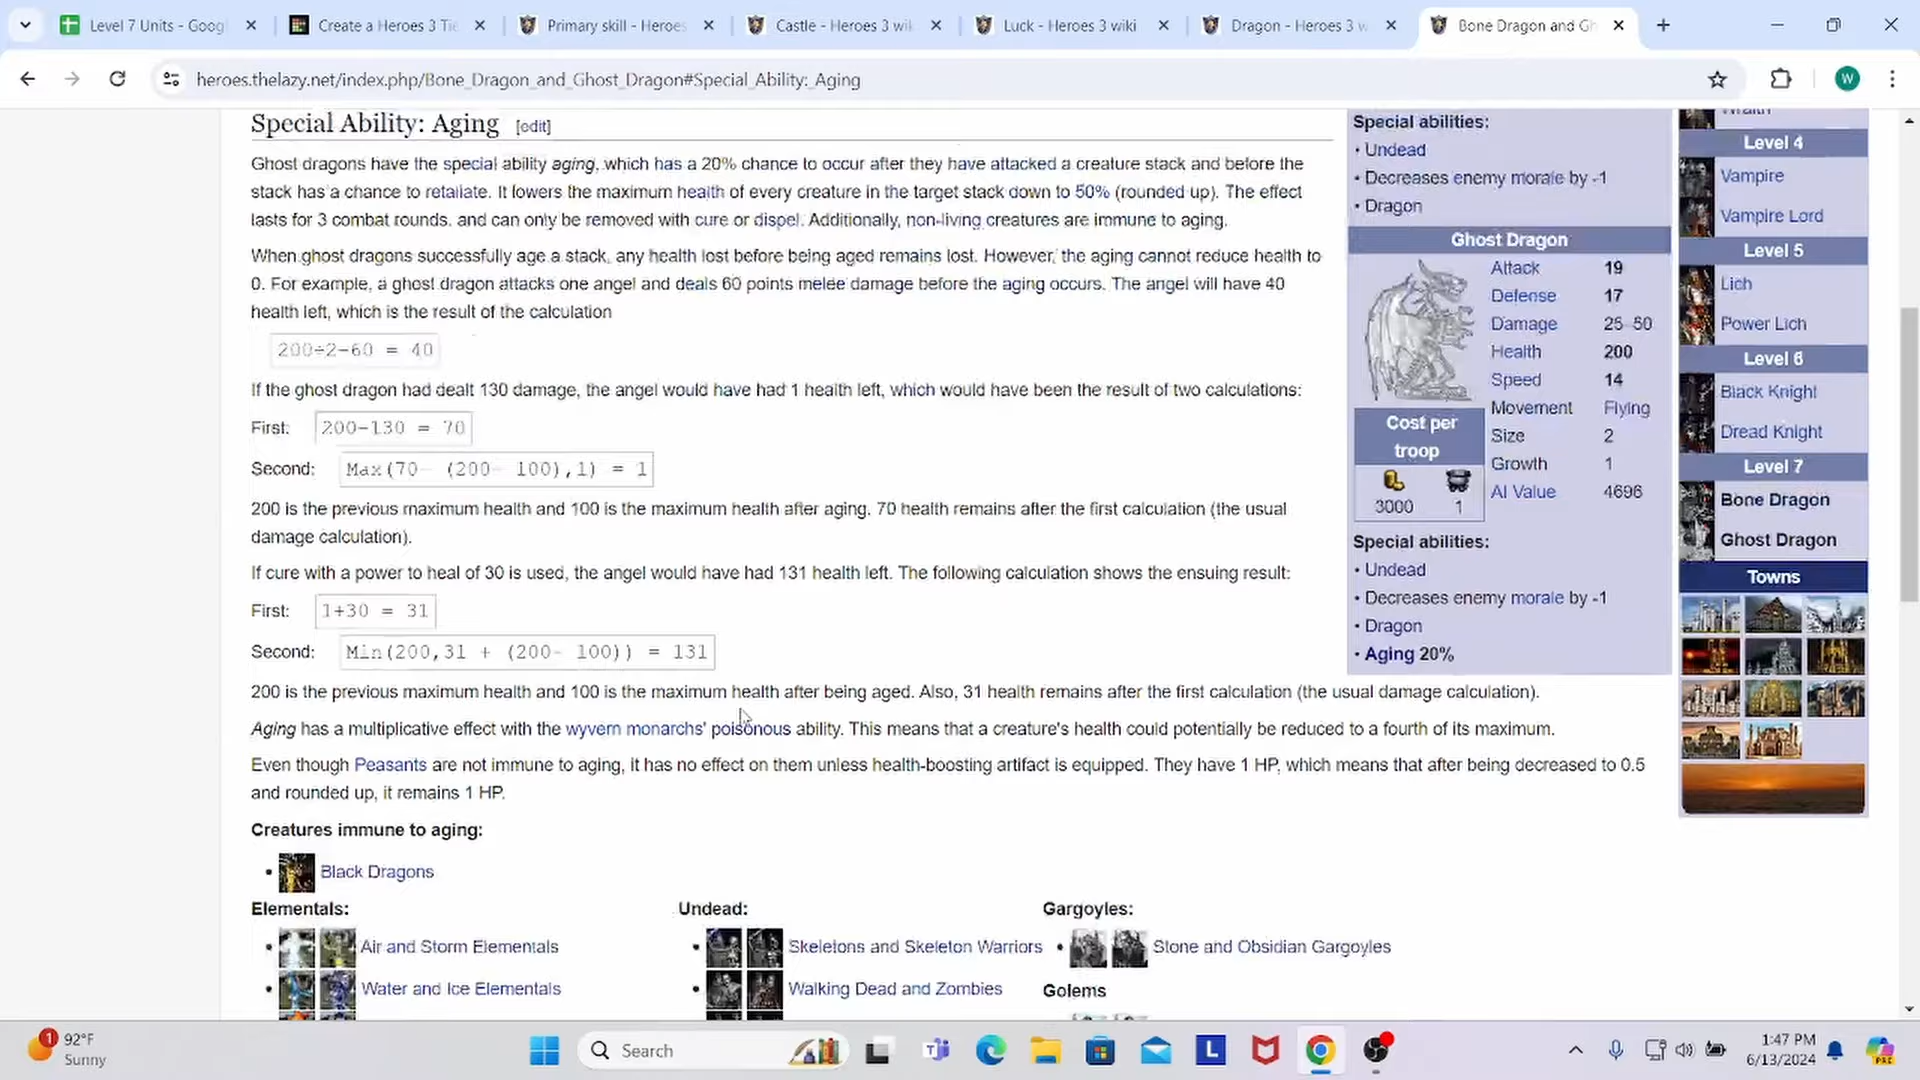 Level 7 Units - Goog
Create a Heroes 3 Tie
Primary skill - Heroes
Castle - Heroes 3 wik
Luck - Heroes 3 wiki
Dragon - Heroes 3 w
Bone Dragon and Gh
heroes.thelazy.net/index.php/Bone_Dragon_and_Ghost_Dragon#Special_Ability:_Aging
W
Special Ability: Aging [edit]
Ghost dragons have the special ability aging, which has a 20% chance to occur after they have attacked a creature stack and before the
stack has a chance to retaliate. It lowers the maximum health of every creature in the target stack down to 50% (rounded up). The effect
lasts for 3 combat rounds. and can only be removed with cure or dispel. Additionally, non-living creatures are immune to aging.
When ghost dragons successfully age a stack, any health lost before being aged remains lost. However, the aging cannot reduce health to
0. For example, a ghost dragon attacks one angel and deals 60 points melee damage before the aging occurs. The angel will have 40
health left, which is the result of the calculation
200÷2-60 = 40
If the ghost dragon had dealt 130 damage, the angel would have had 1 health left, which would have been the result of two calculations:
First: 200-130 = 70
Second: Max(70- (200- 100),1) = 1
200 is the previous maximum health and 100 is the maximum health after aging. 70 health remains after the first calculation (the usual
damage calculation).
If cure with a power to heal of 30 is used, the angel would have had 131 health left. The following calculation shows the ensuing result:
First: 1+30 = 31
Second: Min(200,31 + (200- 100)) = 131
200 is the previous maximum health and 100 is the maximum health after being aged. Also, 31 health remains after the first calculation (the usual damage calculation).
Aging has a multiplicative effect with the wyvern monarchs' poisonous ability. This means that a creature's health could potentially be reduced to a fourth of its maximum.
Even though Peasants are not immune to aging, it has no effect on them unless health-boosting artifact is equipped. They have 1 HP, which means that after being decreased to 0.5
and rounded up, it remains 1 HP.
Creatures immune to aging:
• Black Dragons
Elementals:
• Air and Storm Elementals
• Water and Ice Elementals
Undead:
• Skeletons and Skeleton Warriors
• Walking Dead and Zombies
Gargoyles:
• Stone and Obsidian Gargoyles
Golems
Special abilities:
• Undead
• Decreases enemy morale by -1
• Dragon
Ghost Dragon
Attack 19
Defense 17
Damage 25-50
Health 200
Speed 14
Movement Flying
Size 2
Growth 1
AI Value 4696
Cost per
troop
3000 1
Special abilities:
• Undead
• Decreases enemy morale by -1
• Dragon
• Aging 20%
Wraith
Level 4
Vampire
Vampire Lord
Level 5
Lich
Power Lich
Level 6
Black Knight
Dread Knight
Level 7
Bone Dragon
Ghost Dragon
Towns
1
92°F
Sunny
Search
L
1:47 PM
6/13/2024
PRE